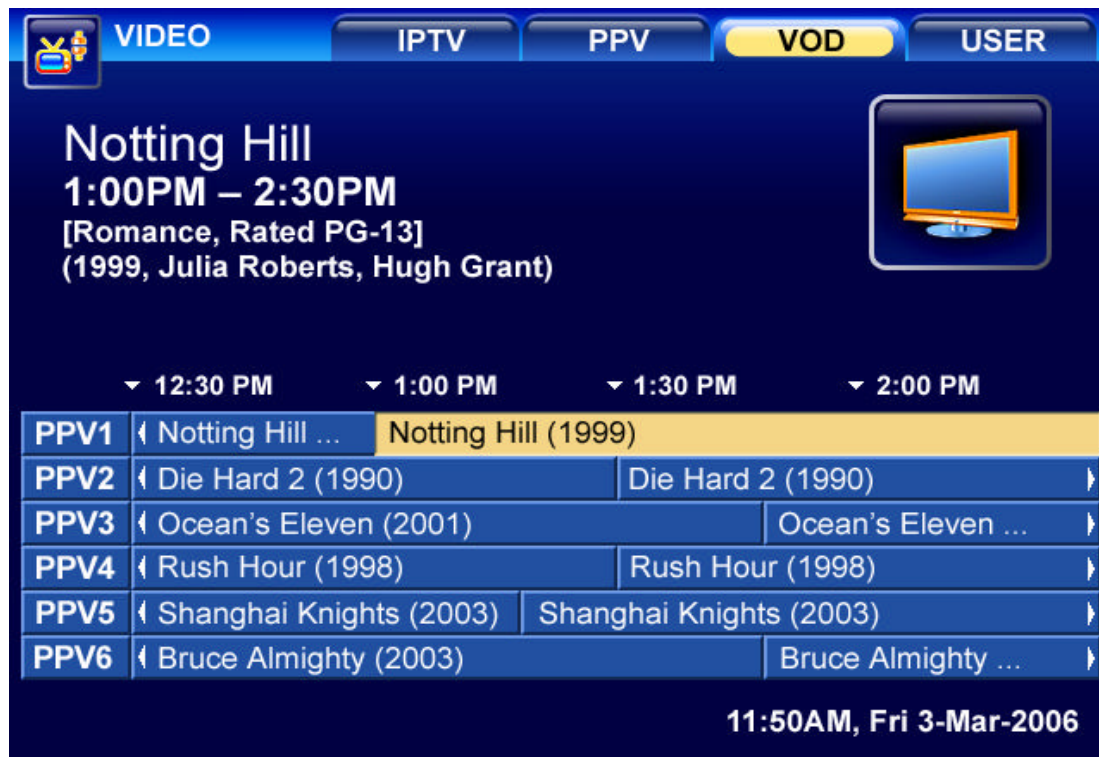 VIDEO IPTV PPV VOD USER
Notting Hill
1:00PM – 2:30PM
[Romance, Rated PG-13]
(1999, Julia Roberts, Hugh Grant)
12:30 PM 1:00 PM 1:30 PM 2:00 PM
PPV1 Notting Hill ... Notting Hill (1999)
PPV2 Die Hard 2 (1990) Die Hard 2 (1990)
PPV3 Ocean's Eleven (2001) Ocean's Eleven ...
PPV4 Rush Hour (1998) Rush Hour (1998)
PPV5 Shanghai Knights (2003) Shanghai Knights (2003)
PPV6 Bruce Almighty (2003) Bruce Almighty ...
11:50AM, Fri 3-Mar-2006